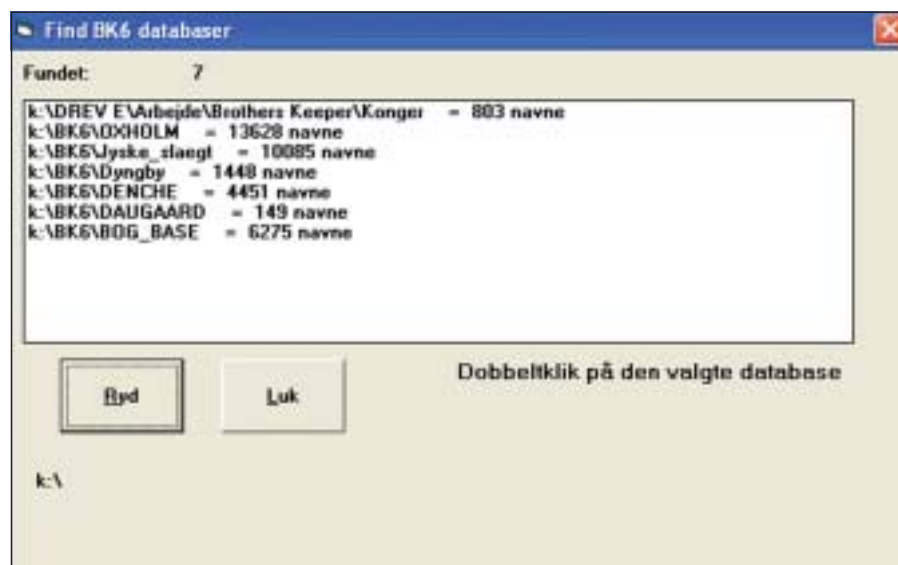 Find BK6 databaser
Fundet: 7
k:\DREV E\Arbejde\Brothers Keeper\Konger = 803 navne
k:\BK6\OXHOLM = 13628 navne
k:\BK6\Jyske_slaegt = 10085 navne
k:\BK6\Dyngby = 1448 navne
k:\BK6\DENCHE = 4451 navne
k:\BK6\DAUGAARD = 149 navne
k:\BK6\BOG_BASE = 6275 navne
Dobbeltklik på den valgte database
Ryd Luk
k:\